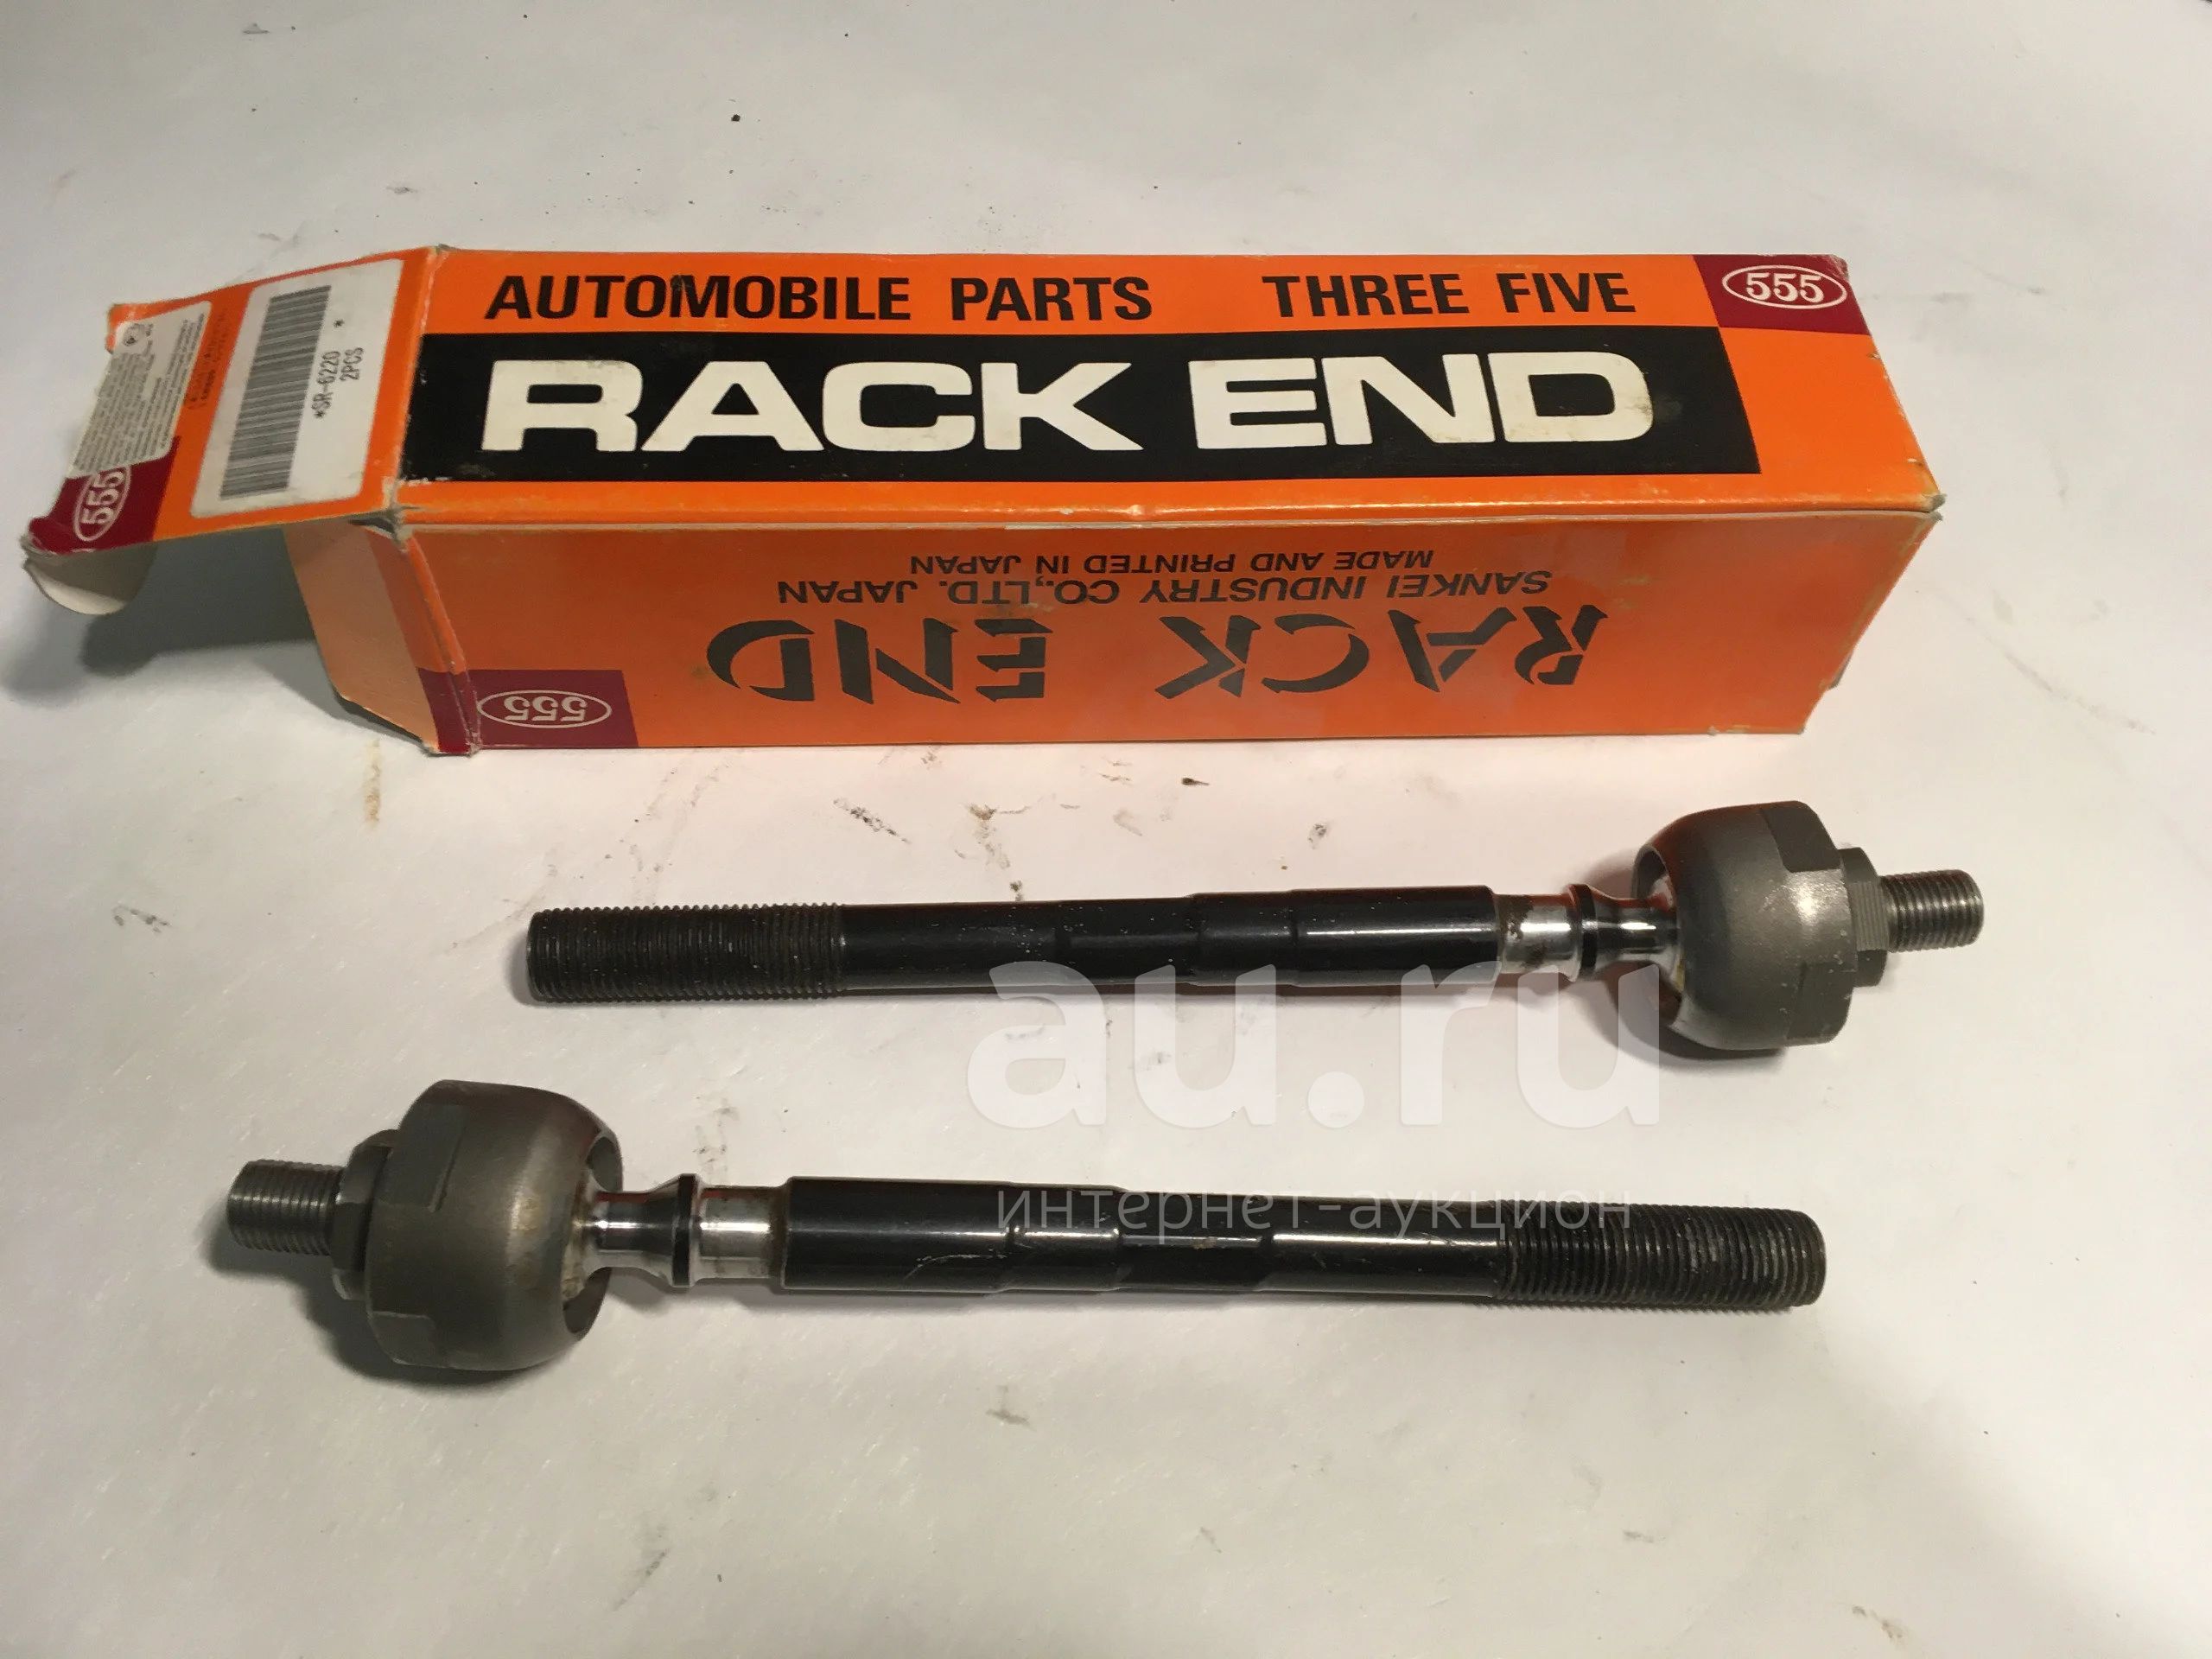 AUTOMOBILE PARTS THREE FIVE 555
RACK END
*SR-6220 *
2PCS
555
RACK END
SANKEI INDUSTRY CO.,LTD. JAPAN
MADE AND PRINTED IN JAPAN
555
au.ru
интернет-аукцион